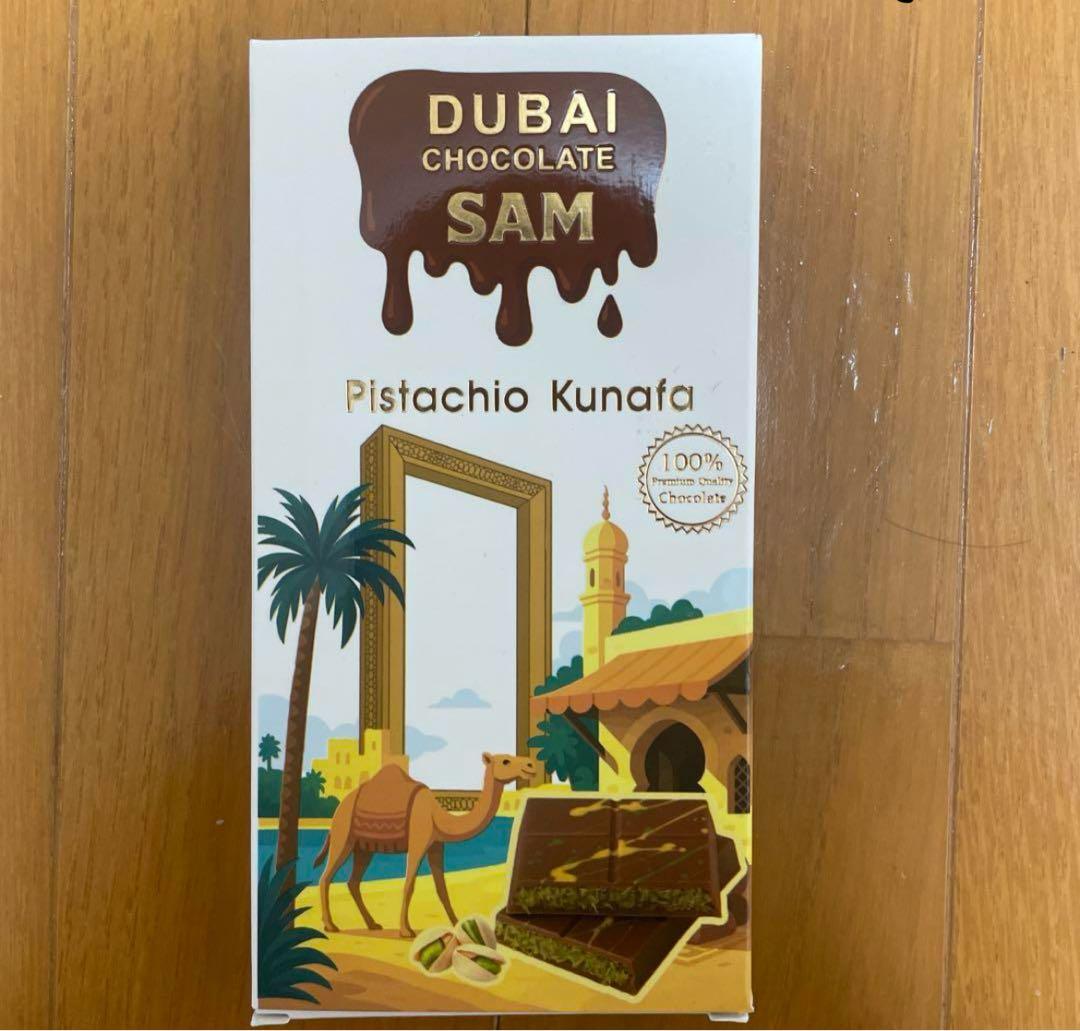 DUBAI
CHOCOLATE
SAM
Pistachio Kunafa
100%
Premium Quality
Chocolate